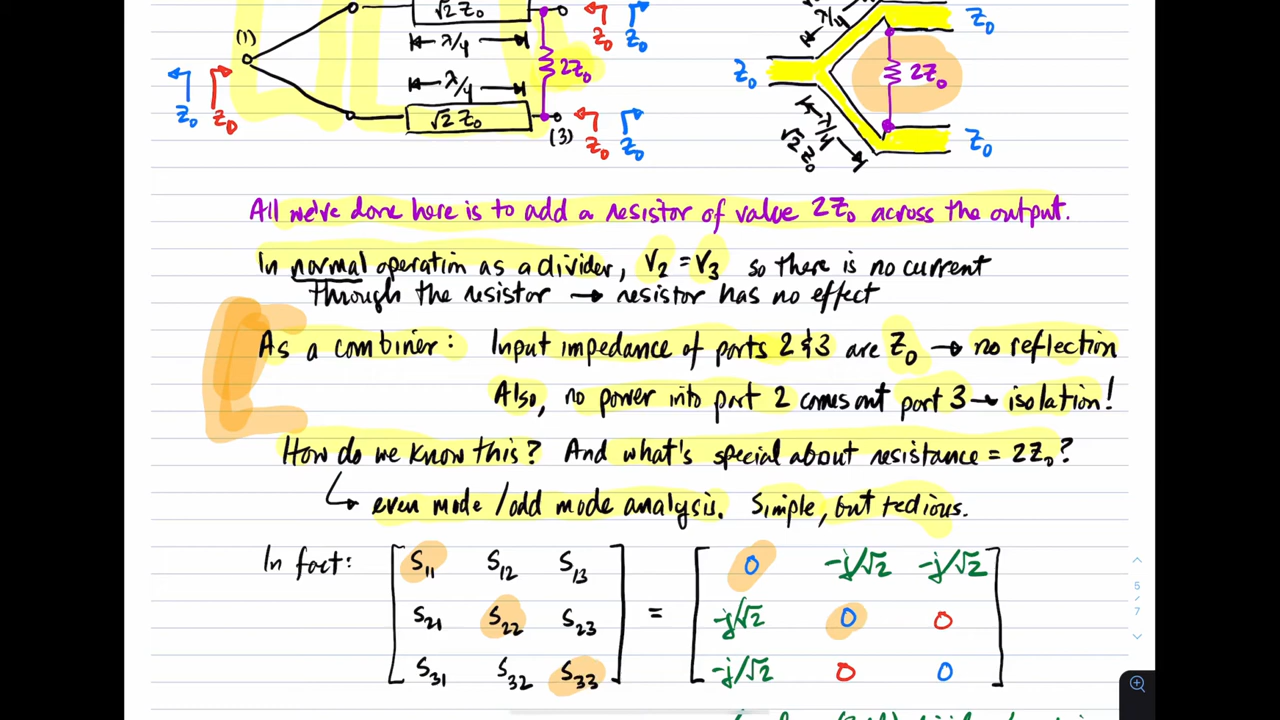 √2 Z₀
Z₀ Z₀
λ/4
(1)
2Z₀
λ/4
Z₀ Z₀
√2 Z₀
(3)
Z₀ Z₀
λ/4
Z₀
Z₀
2Z₀
λ/4
√2 Z₀
Z₀
All we've done here is to add a resistor of value 2Z₀ across the output.
In normal operation as a divider, V₂ = V₃ so there is no current
through the resistor → resistor has no effect
As a combiner: Input impedance of ports 2 & 3 are Z₀ → no reflection
Also, no power into port 2 comes out port 3 → isolation!
How do we know this? And what's special about resistance = 2Z₀?
↳ even mode /odd mode analysis. Simple, but tedious.
In fact: [ S₁₁ S₁₂ S₁₃ ] [ 0 -j/√2 -j/√2 ]
[ S₂₁ S₂₂ S₂₃ ] = [ -j/√2 0 0 ]
[ S₃₁ S₃₂ S₃₃ ] [ -j/√2 0 0 ]
5
/
7